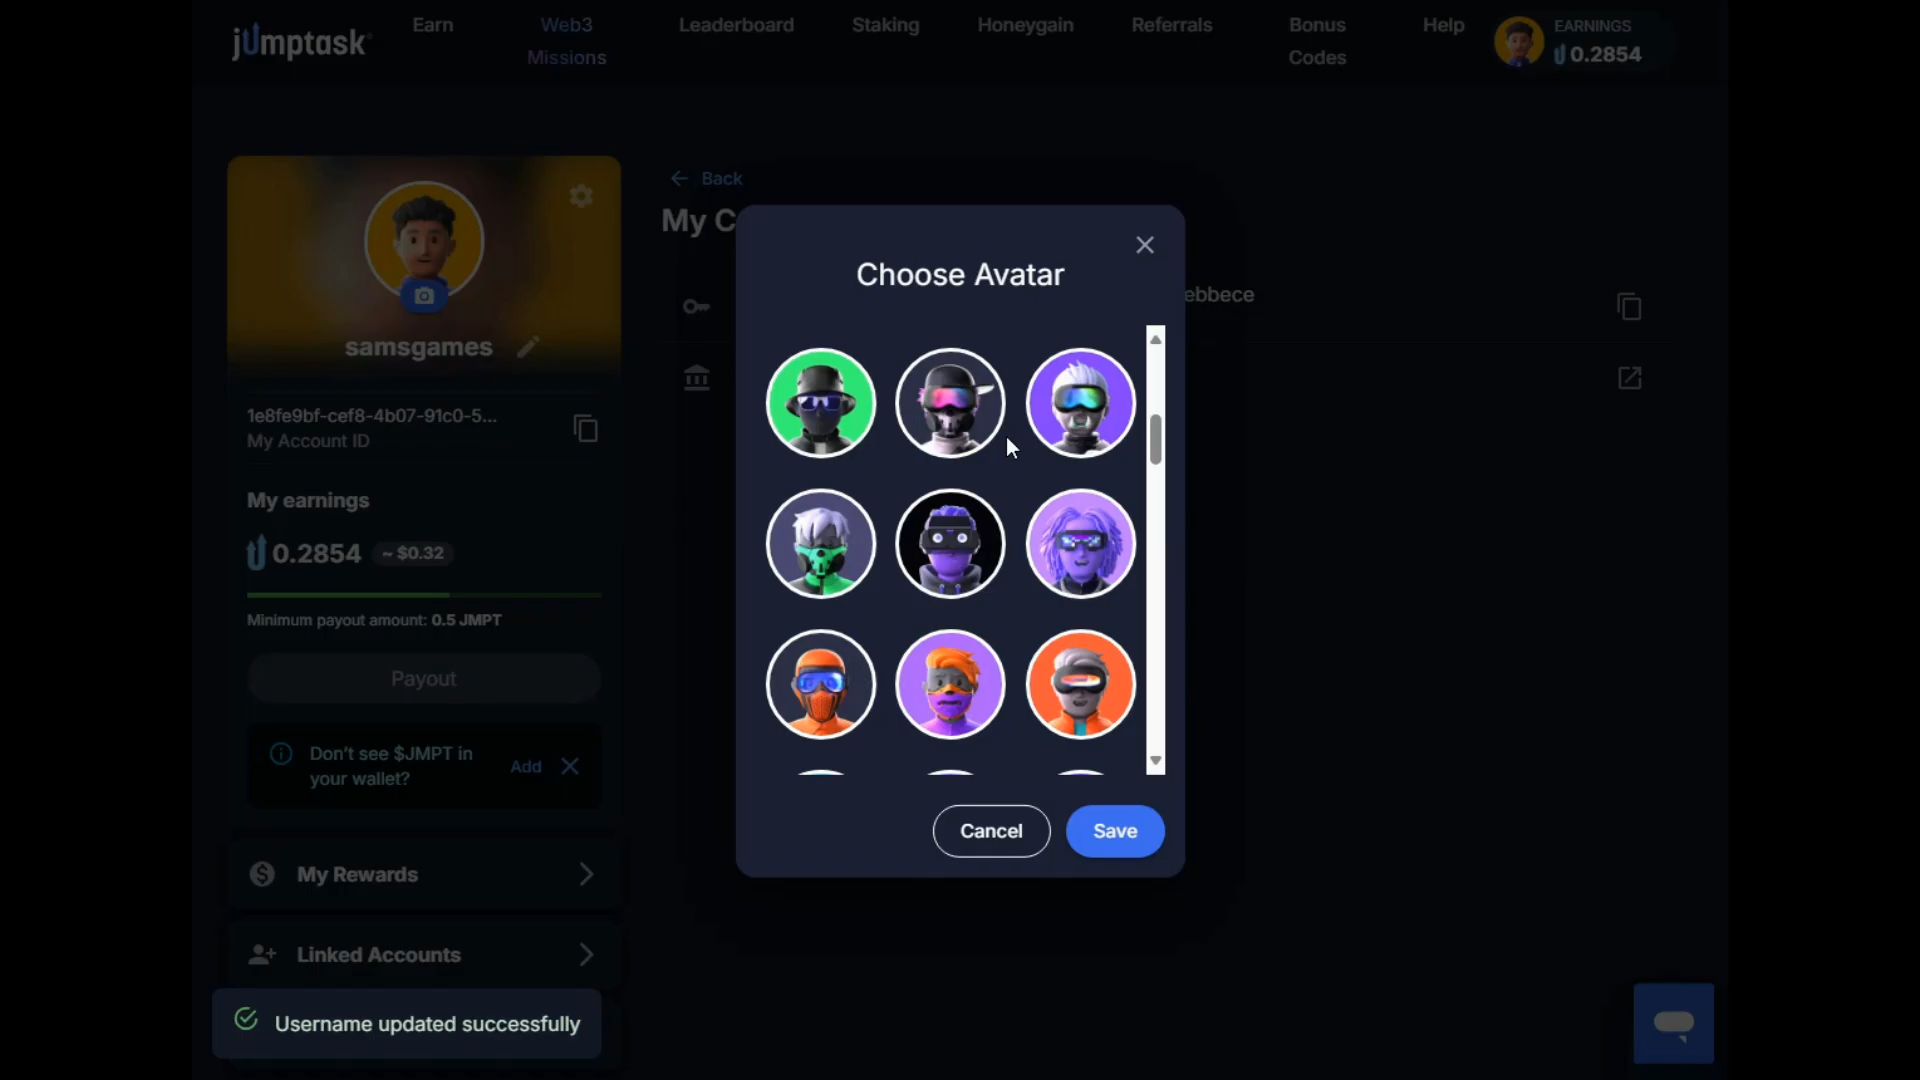 jumptask
Earn
Web3
Missions
Leaderboard
Staking
Honeygain
Referrals
Bonus
Codes
Help
EARNINGS
0.2854
Back
My C
ebbece
samsgames
1e8fe9bf-cef8-4b07-91c0-5...
My Account ID
My earnings
0.2854 ~ $0.32
Minimum payout amount: 0.5 JMPT
Payout
Don't see $JMPT in
your wallet?
Add
My Rewards
Linked Accounts
Username updated successfully
Choose Avatar
Cancel
Save